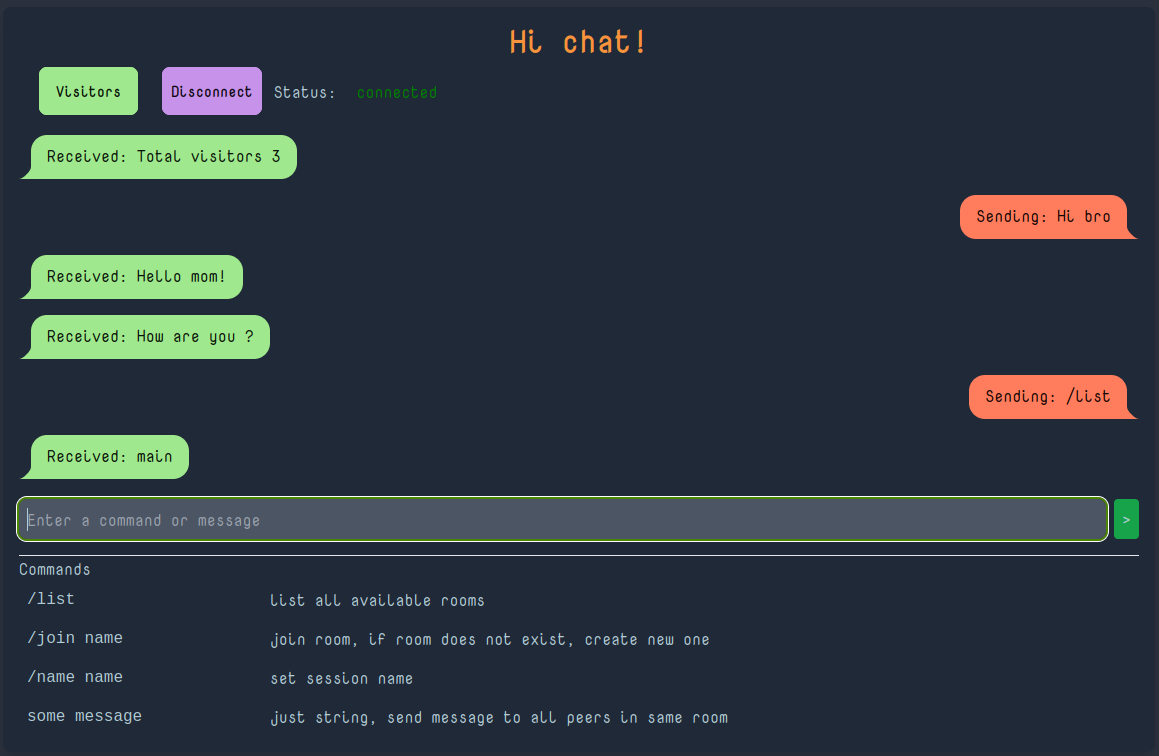 Hi chat!
Visitors Disconnect Status: connected
Received: Total visitors 3
Sending: Hi bro
Received: Hello mom!
Received: How are you ?
Sending: /list
Received: main
Enter a command or message >
Commands
/list list all available rooms
/join name join room, if room does not exist, create new one
/name name set session name
some message just string, send message to all peers in same room